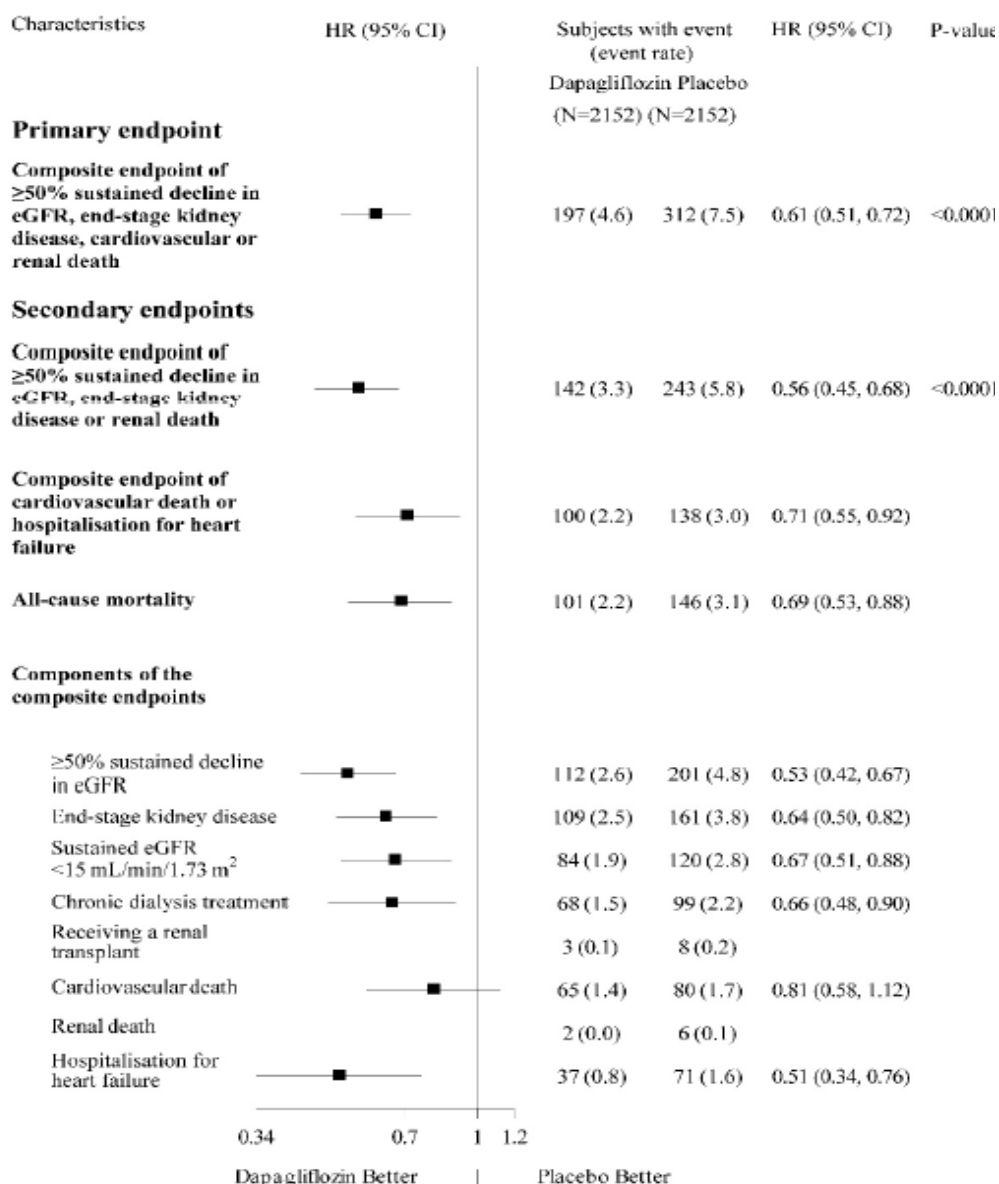 Characteristics HR (95% CI) Subjects with event HR (95% CI) P-value
(event rate)
Dapagliflozin Placebo
(N=2152) (N=2152)
Primary endpoint
Composite endpoint of
≥50% sustained decline in
eGFR, end-stage kidney 197 (4.6) 312 (7.5) 0.61 (0.51, 0.72) <0.0001
disease, cardiovascular or
renal death
Secondary endpoints
Composite endpoint of
≥50% sustained decline in
eGFR, end-stage kidney 142 (3.3) 243 (5.8) 0.56 (0.45, 0.68) <0.0001
disease or renal death
Composite endpoint of
cardiovascular death or
hospitalisation for heart 100 (2.2) 138 (3.0) 0.71 (0.55, 0.92)
failure
All-cause mortality 101 (2.2) 146 (3.1) 0.69 (0.53, 0.88)
Components of the
composite endpoints
≥50% sustained decline
in eGFR 112 (2.6) 201 (4.8) 0.53 (0.42, 0.67)
End-stage kidney disease 109 (2.5) 161 (3.8) 0.64 (0.50, 0.82)
Sustained eGFR
<15 mL/min/1.73 m² 84 (1.9) 120 (2.8) 0.67 (0.51, 0.88)
Chronic dialysis treatment 68 (1.5) 99 (2.2) 0.66 (0.48, 0.90)
Receiving a renal
transplant 3 (0.1) 8 (0.2)
Cardiovascular death 65 (1.4) 80 (1.7) 0.81 (0.58, 1.12)
Renal death 2 (0.0) 6 (0.1)
Hospitalisation for
heart failure 37 (0.8) 71 (1.6) 0.51 (0.34, 0.76)
0.34 0.7 1 1.2
Dapagliflozin Better Placebo Better